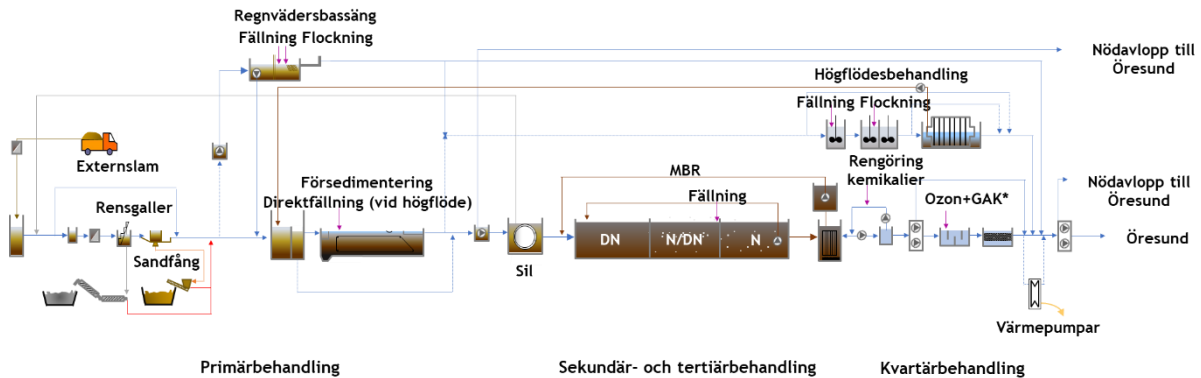 Regnvädersbassäng
Fällning Flockning
Nödavlopp till
Öresund
Högflödesbehandling
Fällning Flockning
Externslam
Rensgaller
Sandfång
Försedimentering
Direktfällning (vid högflöde)
Sil
MBR
Fällning
DN
N/DN
N
Rengöring
kemikalier
Ozon+GAK*
Nödavlopp till
Öresund
Öresund
Värmepumpar
Primärbehandling
Sekundär- och tertiärbehandling
Kvartärbehandling